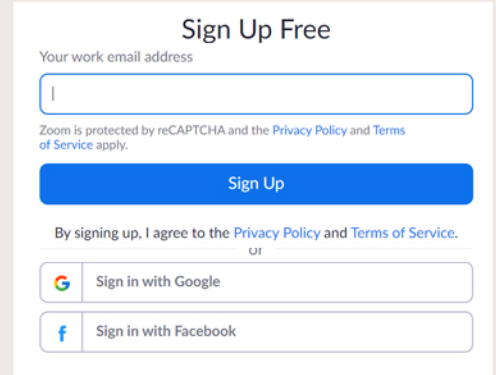 Sign Up Free
Your work email address
Zoom is protected by reCAPTCHA and the Privacy Policy and Terms
of Service apply.
Sign Up
By signing up, I agree to the Privacy Policy and Terms of Service.
or
Sign in with Google
Sign in with Facebook